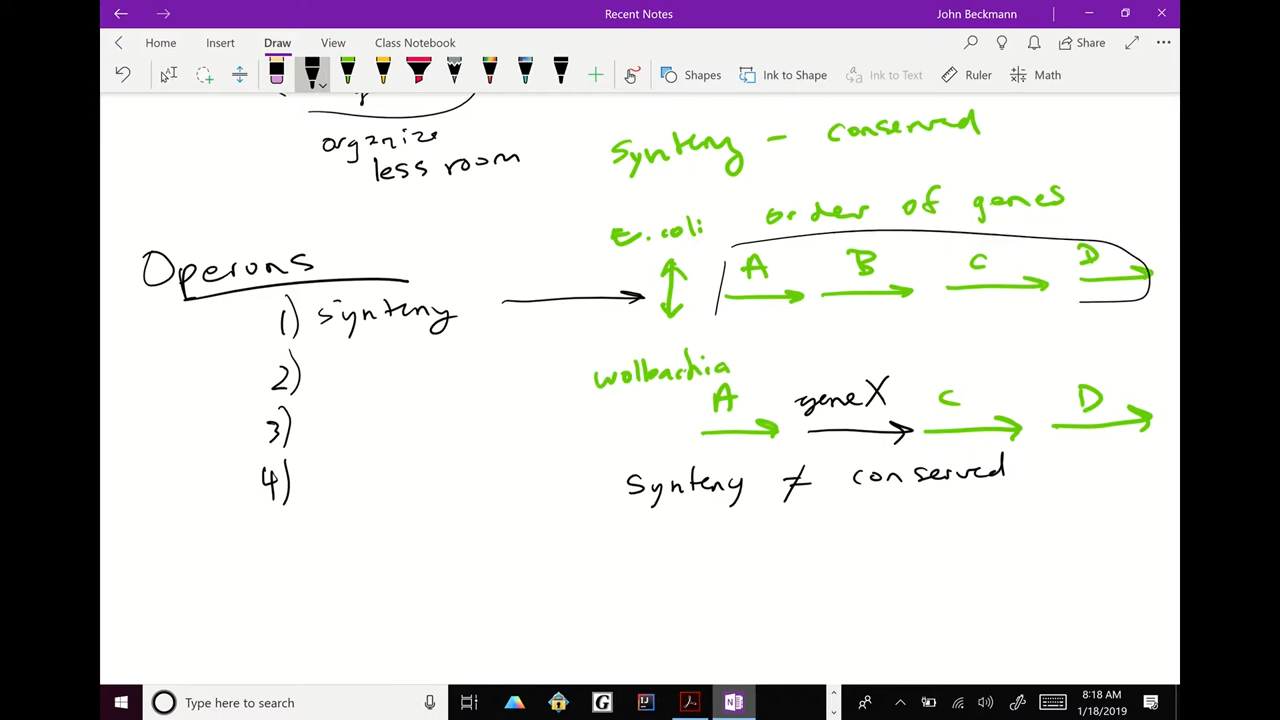 Recent Notes
John Beckmann
Home
Insert
Draw
View
Class Notebook
Share
Shapes
Ink to Shape
Ink to Text
Ruler
Math
organize
less room
synteny - conserved
order of genes
E.coli
A B C D
Operons
1) synteny
2)
3)
4)
wolbachia
A gene X C D
synteny ≠ conserved
Type here to search
8:18 AM
1/18/2019